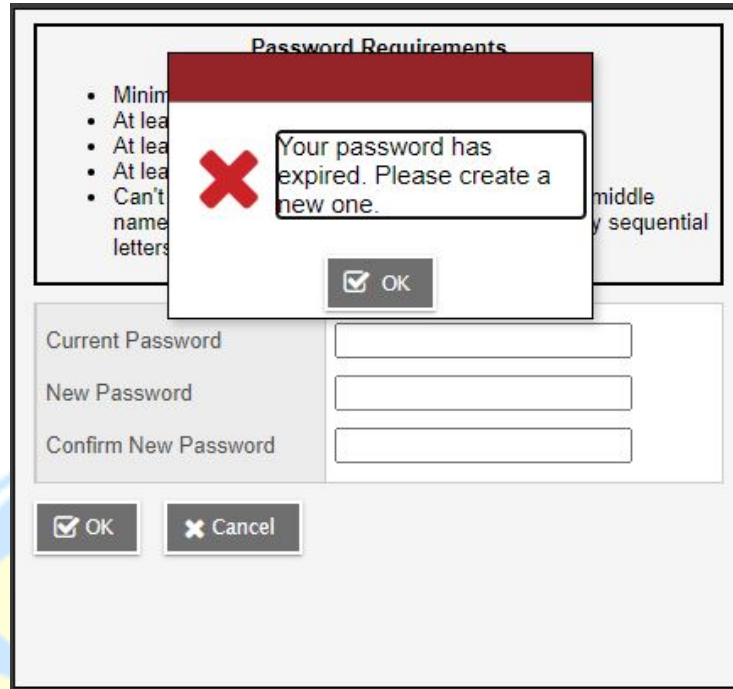 Password Requirements
• Minim
• At lea
• At lea
• At lea
• Can't middle
name y sequential
letters
Your password has
expired. Please create a
new one.
OK
Current Password
New Password
Confirm New Password
OK Cancel